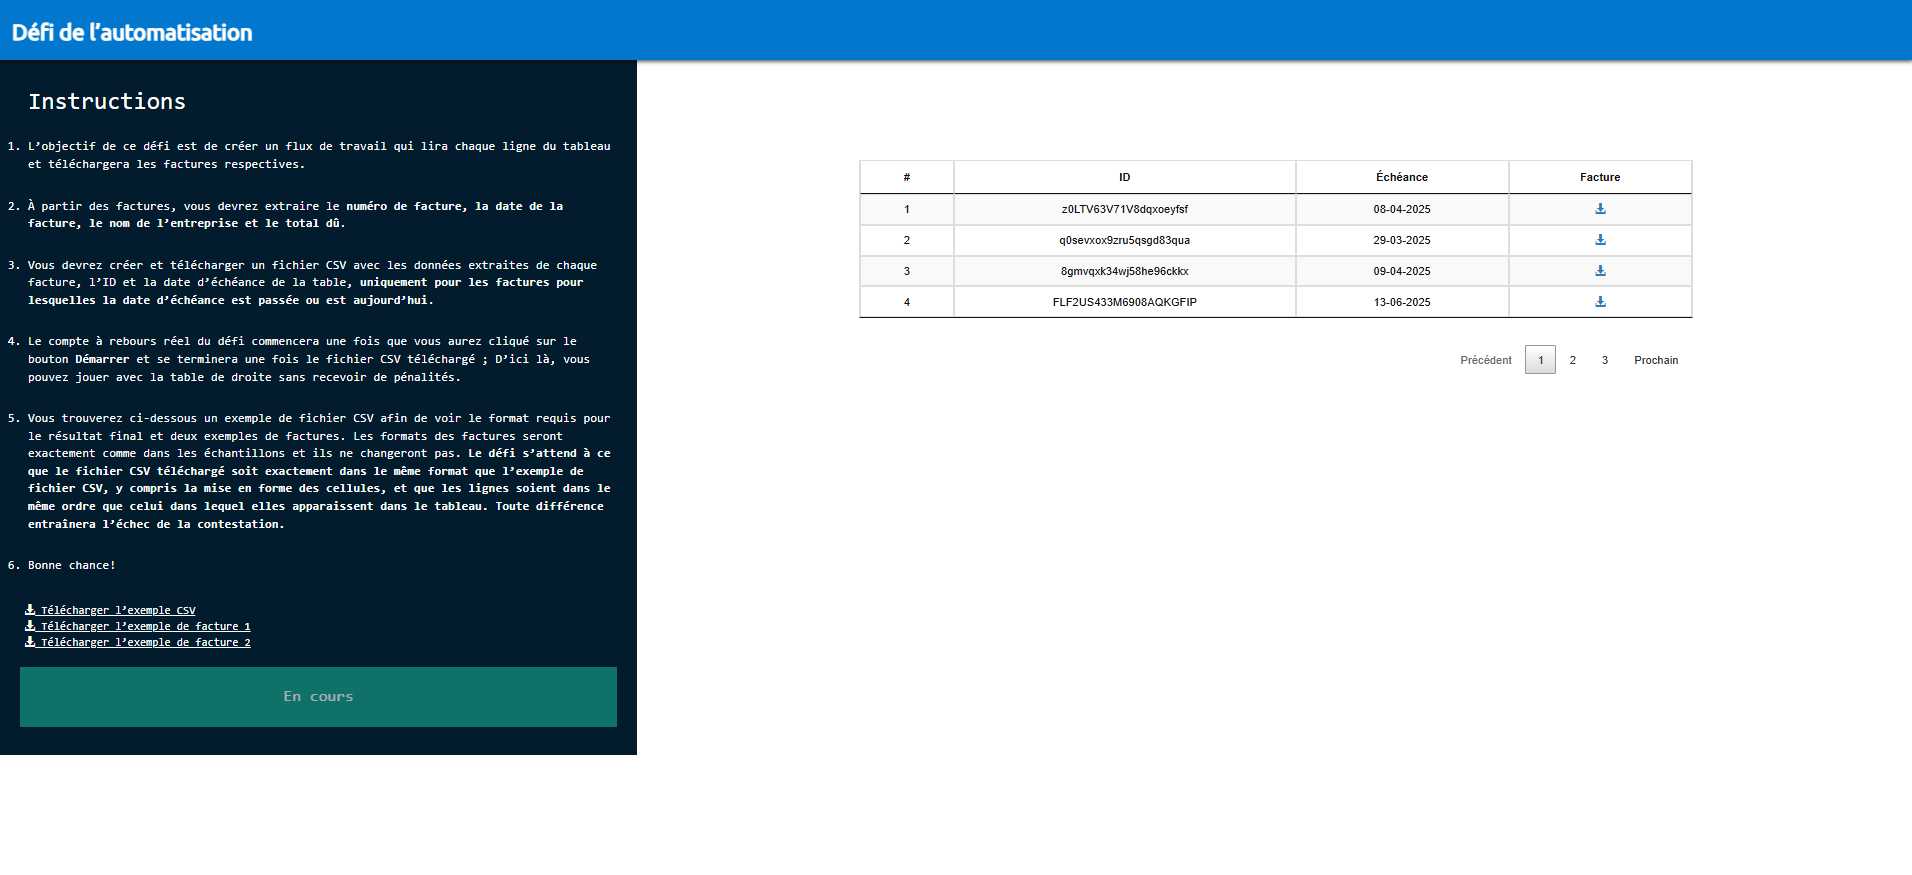 Défi de l’automatisation
Instructions
1. L’objectif de ce défi est de créer un flux de travail qui lira chaque ligne du tableau
et téléchargera les factures respectives.
2. À partir des factures, vous devrez extraire le numéro de facture, la date de la
facture, le nom de l’entreprise et le total dû.
3. Vous devrez créer et télécharger un fichier CSV avec les données extraites de chaque
facture, l’ID et la date d’échéance de la table, uniquement pour les factures pour
lesquelles la date d’échéance est passée ou est aujourd’hui.
4. Le compte à rebours réel du défi commencera une fois que vous aurez cliqué sur le
bouton Démarrer et se terminera une fois le fichier CSV téléchargé ; D’ici là, vous
pouvez jouer avec la table de droite sans recevoir de pénalités.
5. Vous trouverez ci-dessous un exemple de fichier CSV afin de voir le format requis pour
le résultat final et deux exemples de factures. Les formats des factures seront
exactement comme dans les échantillons et ils ne changeront pas. Le défi s’attend à ce
que le fichier CSV téléchargé soit exactement dans le même format que l’exemple de
fichier CSV, y compris la mise en forme des cellules, et que les lignes soient dans le
même ordre que celui dans lequel elles apparaissent dans le tableau. Toute différence
entraînera l’échec de la contestation.
6. Bonne chance!
Télécharger l’exemple CSV
Télécharger l’exemple de facture 1
Télécharger l’exemple de facture 2
En cours
# ID Échéance Facture
1 z0LTV63V71V8dqxoeyfsf 08-04-2025
2 q0sevxox9zru5qsgd83qua 29-03-2025
3 8gmvqxk34wj58he96ckkx 09-04-2025
4 FLF2US433M6908AQKGFIP 13-06-2025
Précédent 1 2 3 Prochain